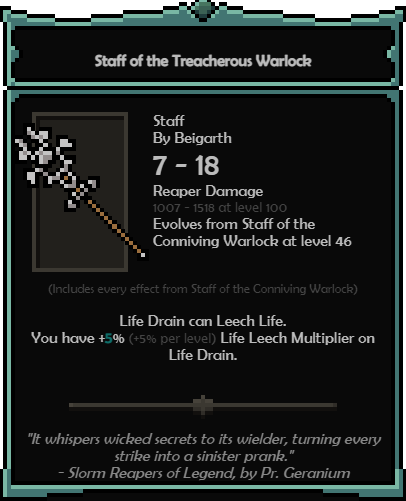 Staff of the Treacherous Warlock
Staff
By Beigarth
7 - 18
Reaper Damage
1007 - 1518 at level 100
Evolves from Staff of the
Conniving Warlock at level 46
(Includes every effect from Staff of the Conniving Warlock)
Life Drain can Leech Life.
You have +5% (+5% per level) Life Leech Multiplier on
Life Drain.
"It whispers wicked secrets to its wielder, turning every
strike into a sinister prank."
- Slorm Reapers of Legend, by Pr. Geranium